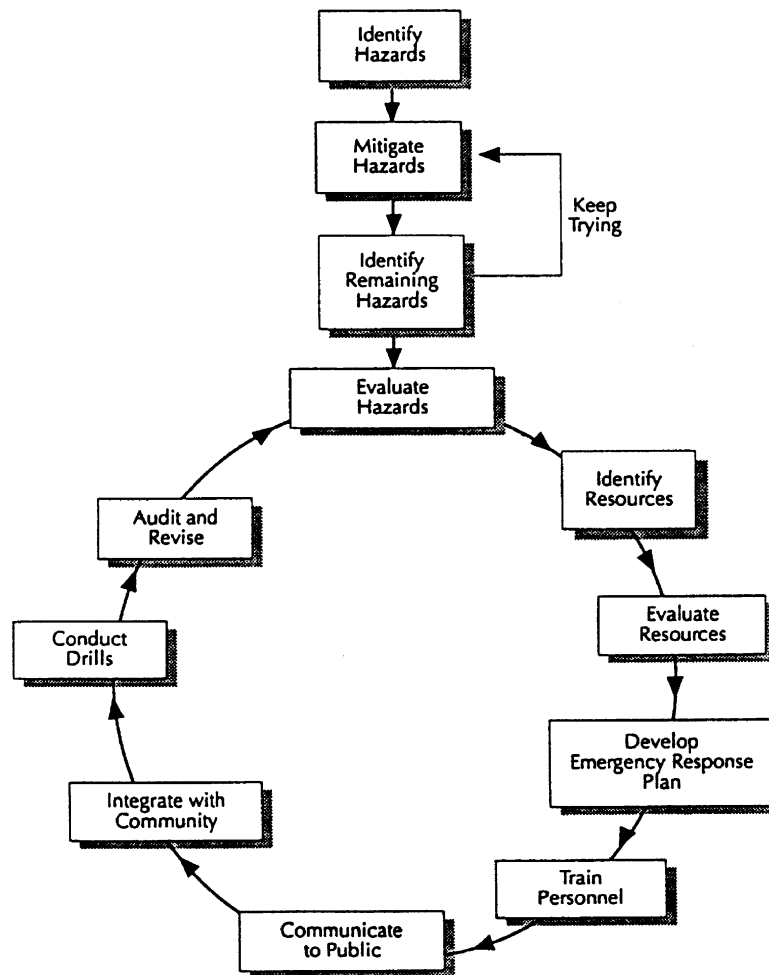 Identify
Hazards
Mitigate
Hazards
Keep
Trying
Identify
Remaining
Hazards
Evaluate
Hazards
Identify
Resources
Evaluate
Resources
Develop
Emergency Response
Plan
Train
Personnel
Communicate
to Public
Integrate with
Community
Conduct
Drills
Audit and
Revise